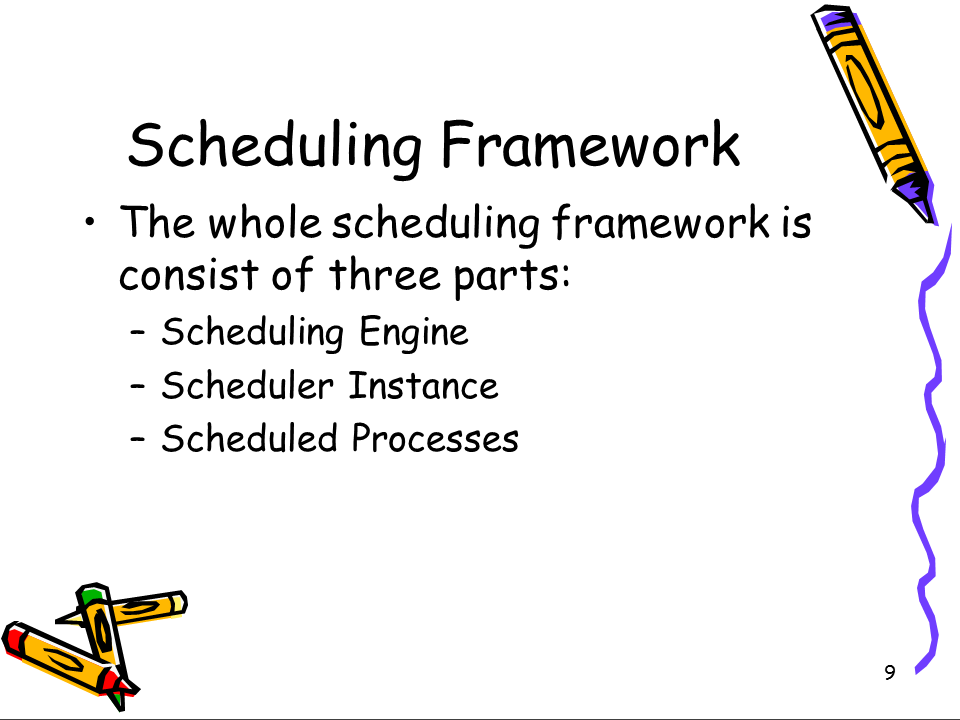 Scheduling Framework
• The whole scheduling framework is
consist of three parts:
– Scheduling Engine
– Scheduler Instance
– Scheduled Processes
9